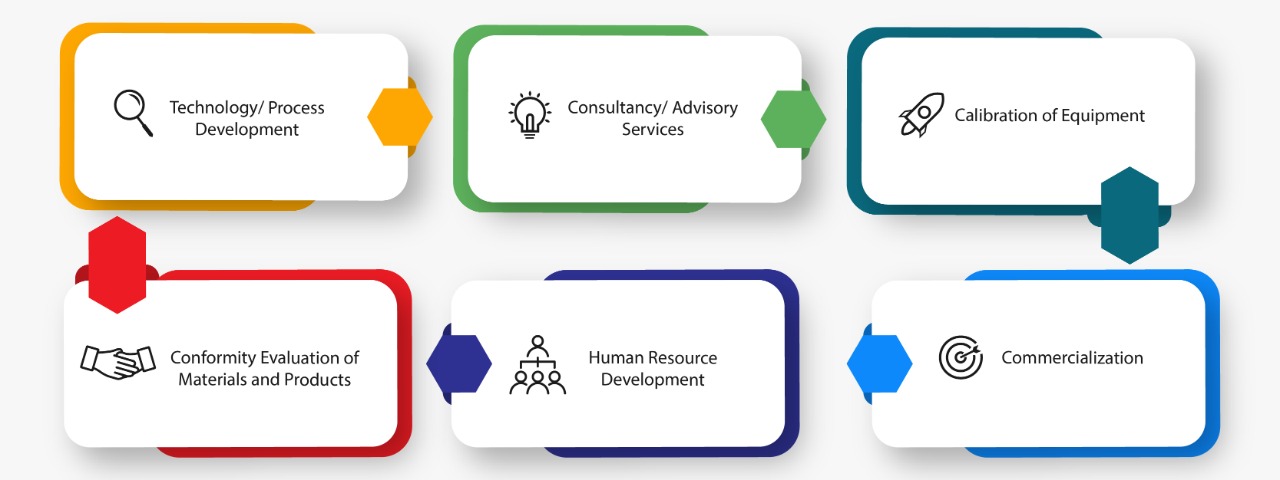 Technology/ Process
Development
Consultancy/ Advisory
Services
Calibration of Equipment
Conformity Evaluation of
Materials and Products
Human Resource
Development
Commercialization